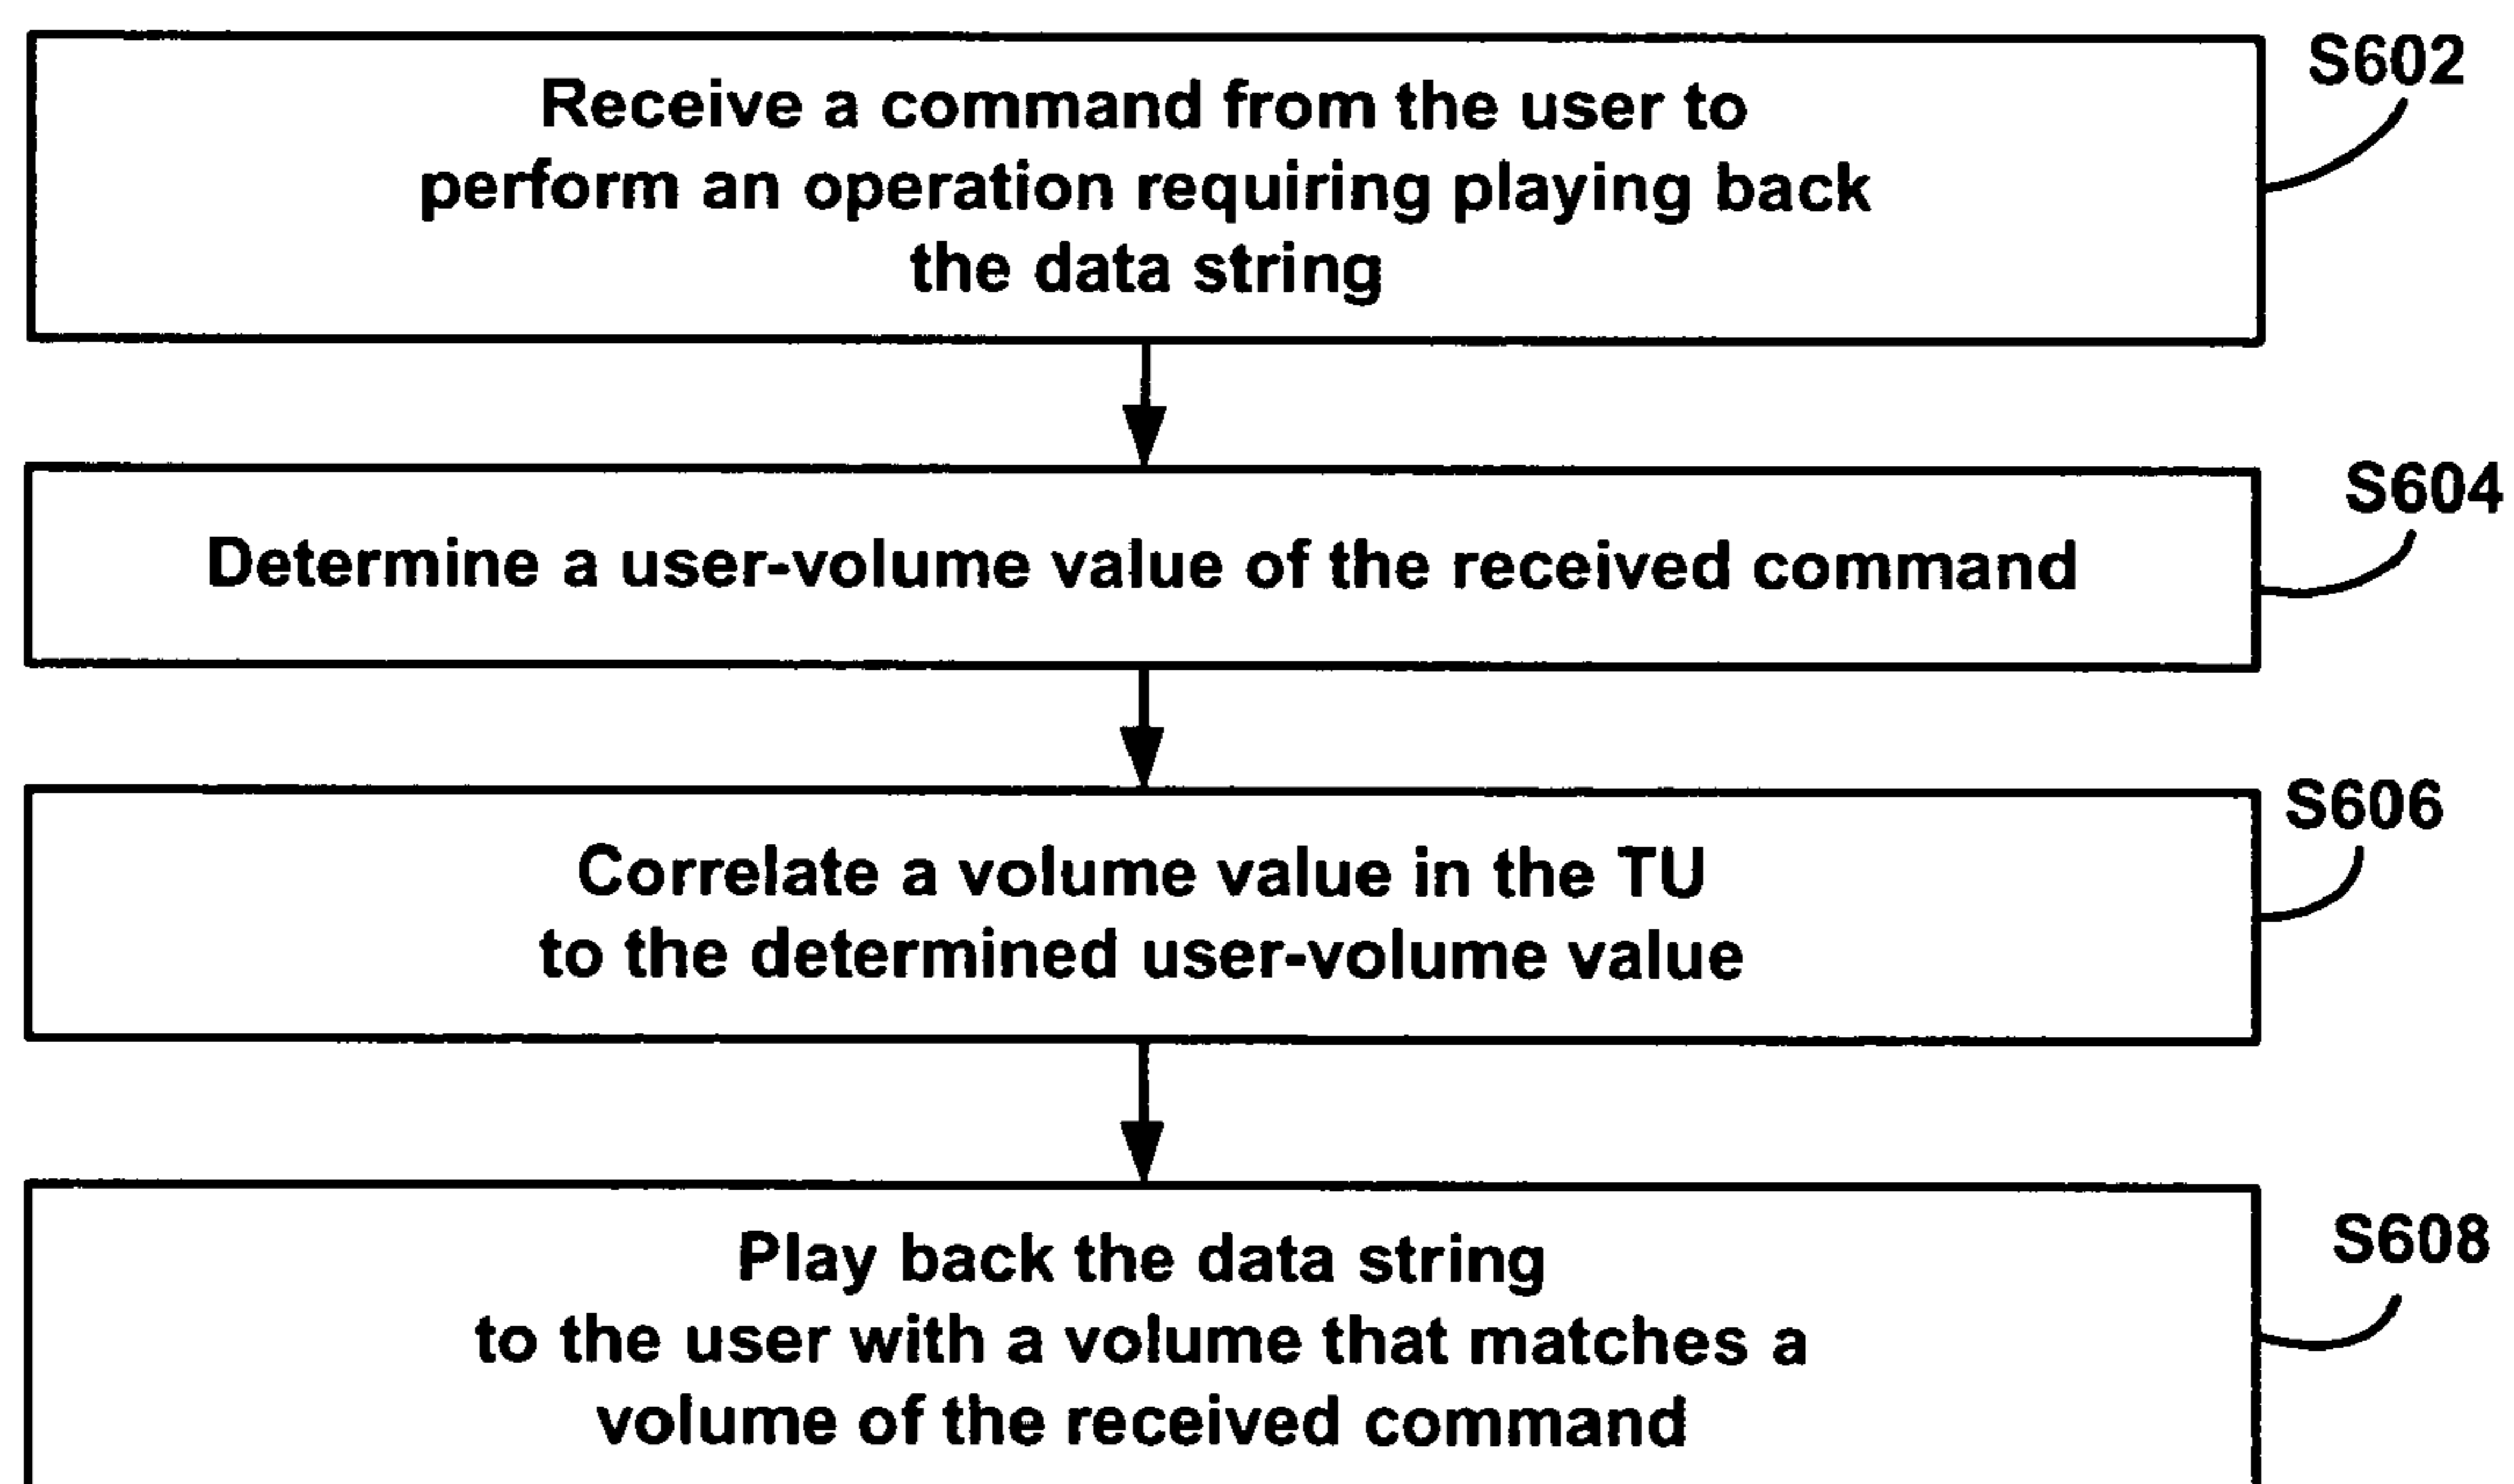 S602
Receive a command from the user to
perform an operation requiring playing back
the data string
S604
Determine a user-volume value of the received command
S606
Correlate a volume value in the TU
to the determined user-volume value
S608
Play back the data string
to the user with a volume that matches a
volume of the received command